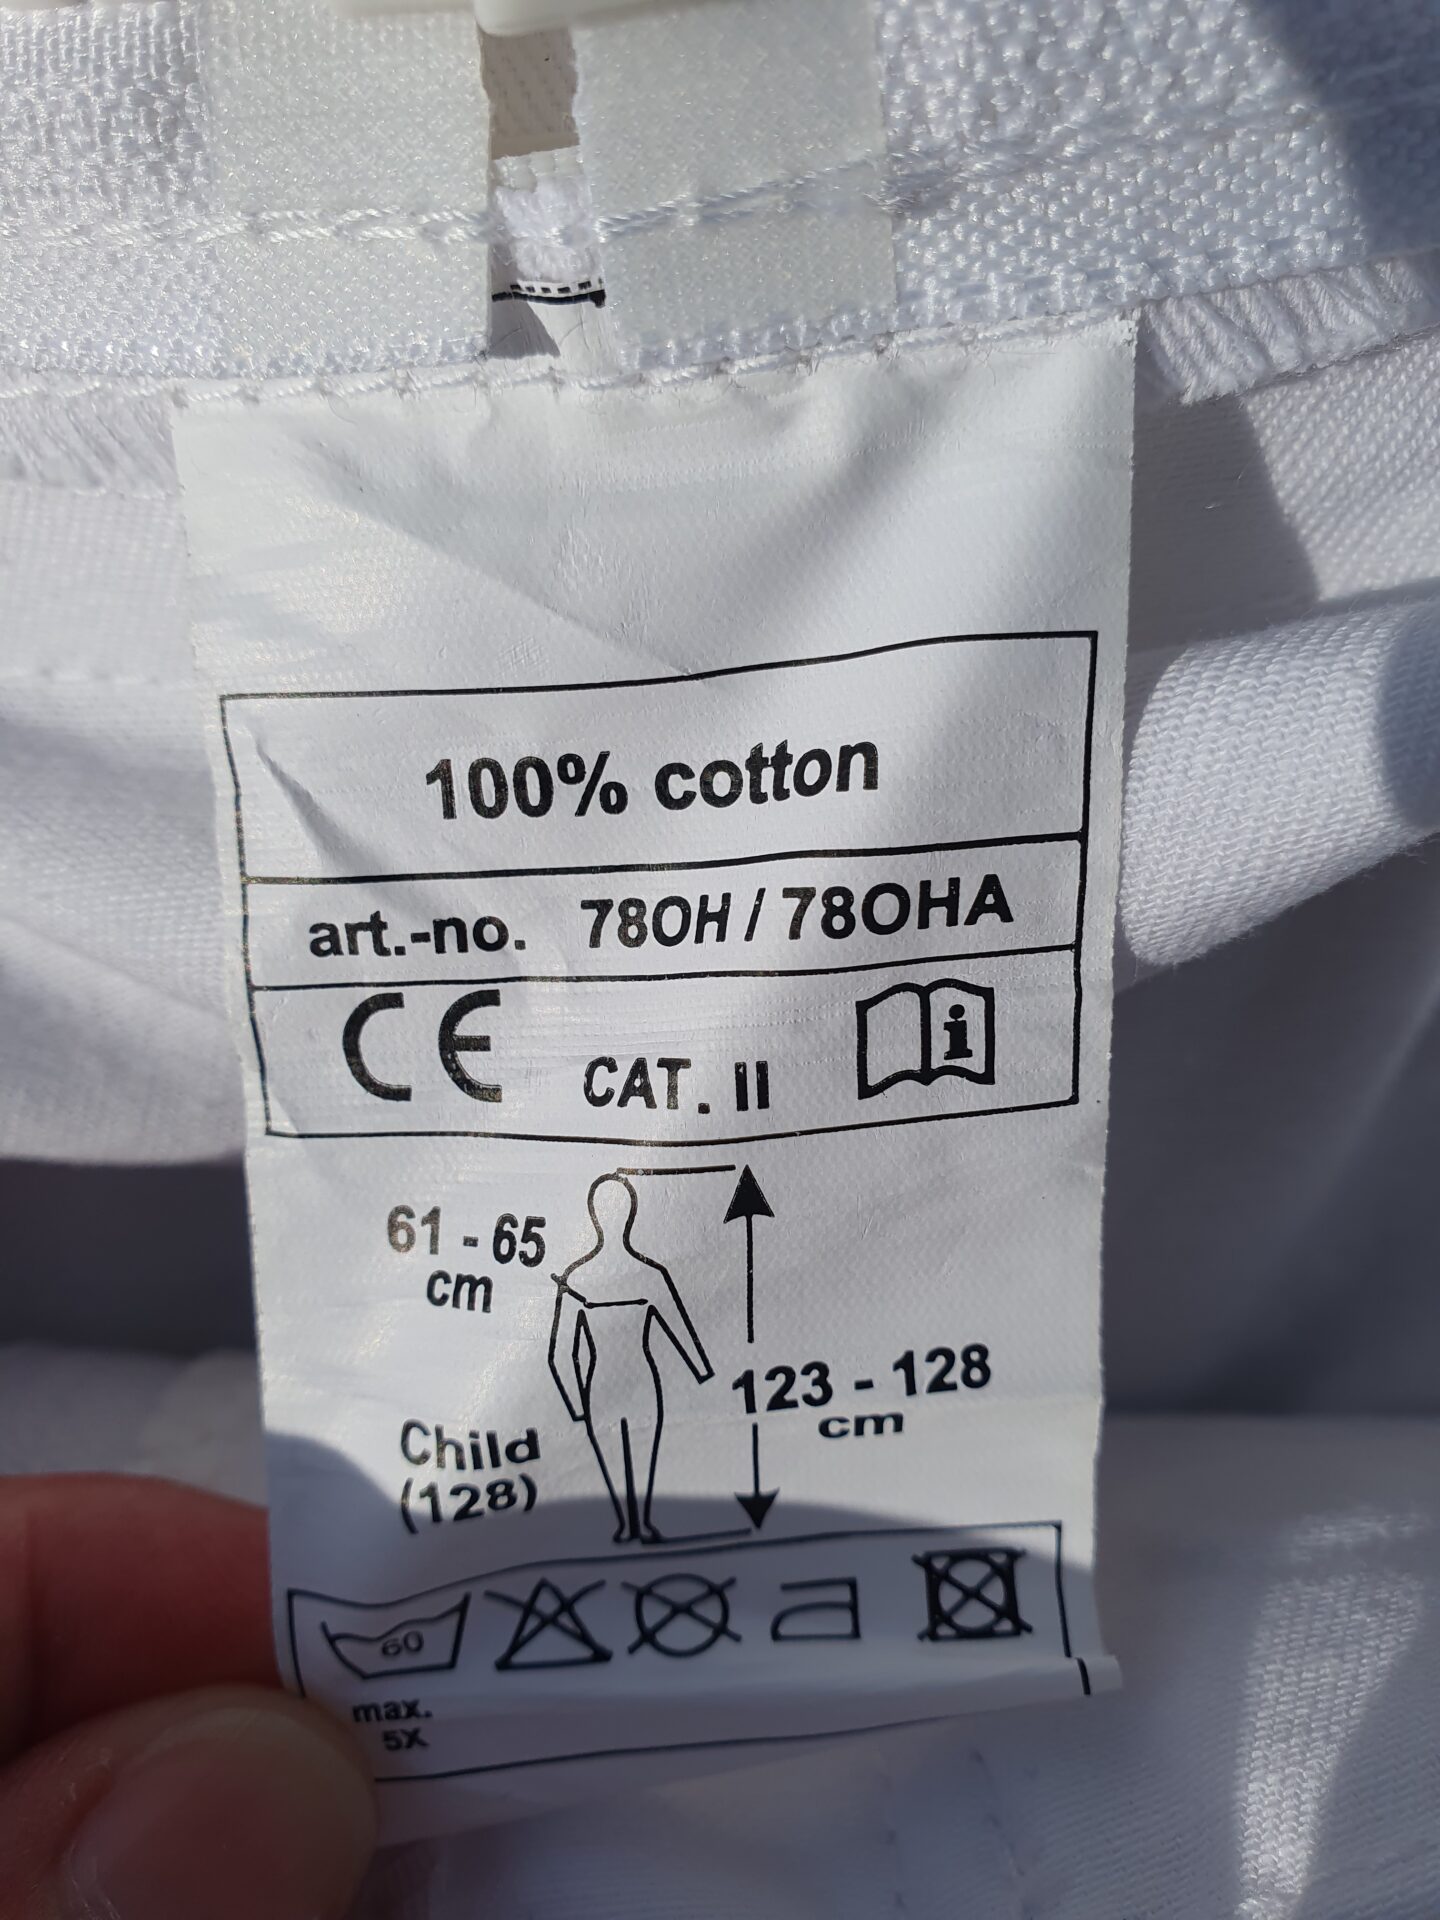 100% cotton
art.-no. 78OH / 78OHA
CE CAT. II i
61 - 65
cm
123 - 128
cm
Child
(128)
60
max.
5X